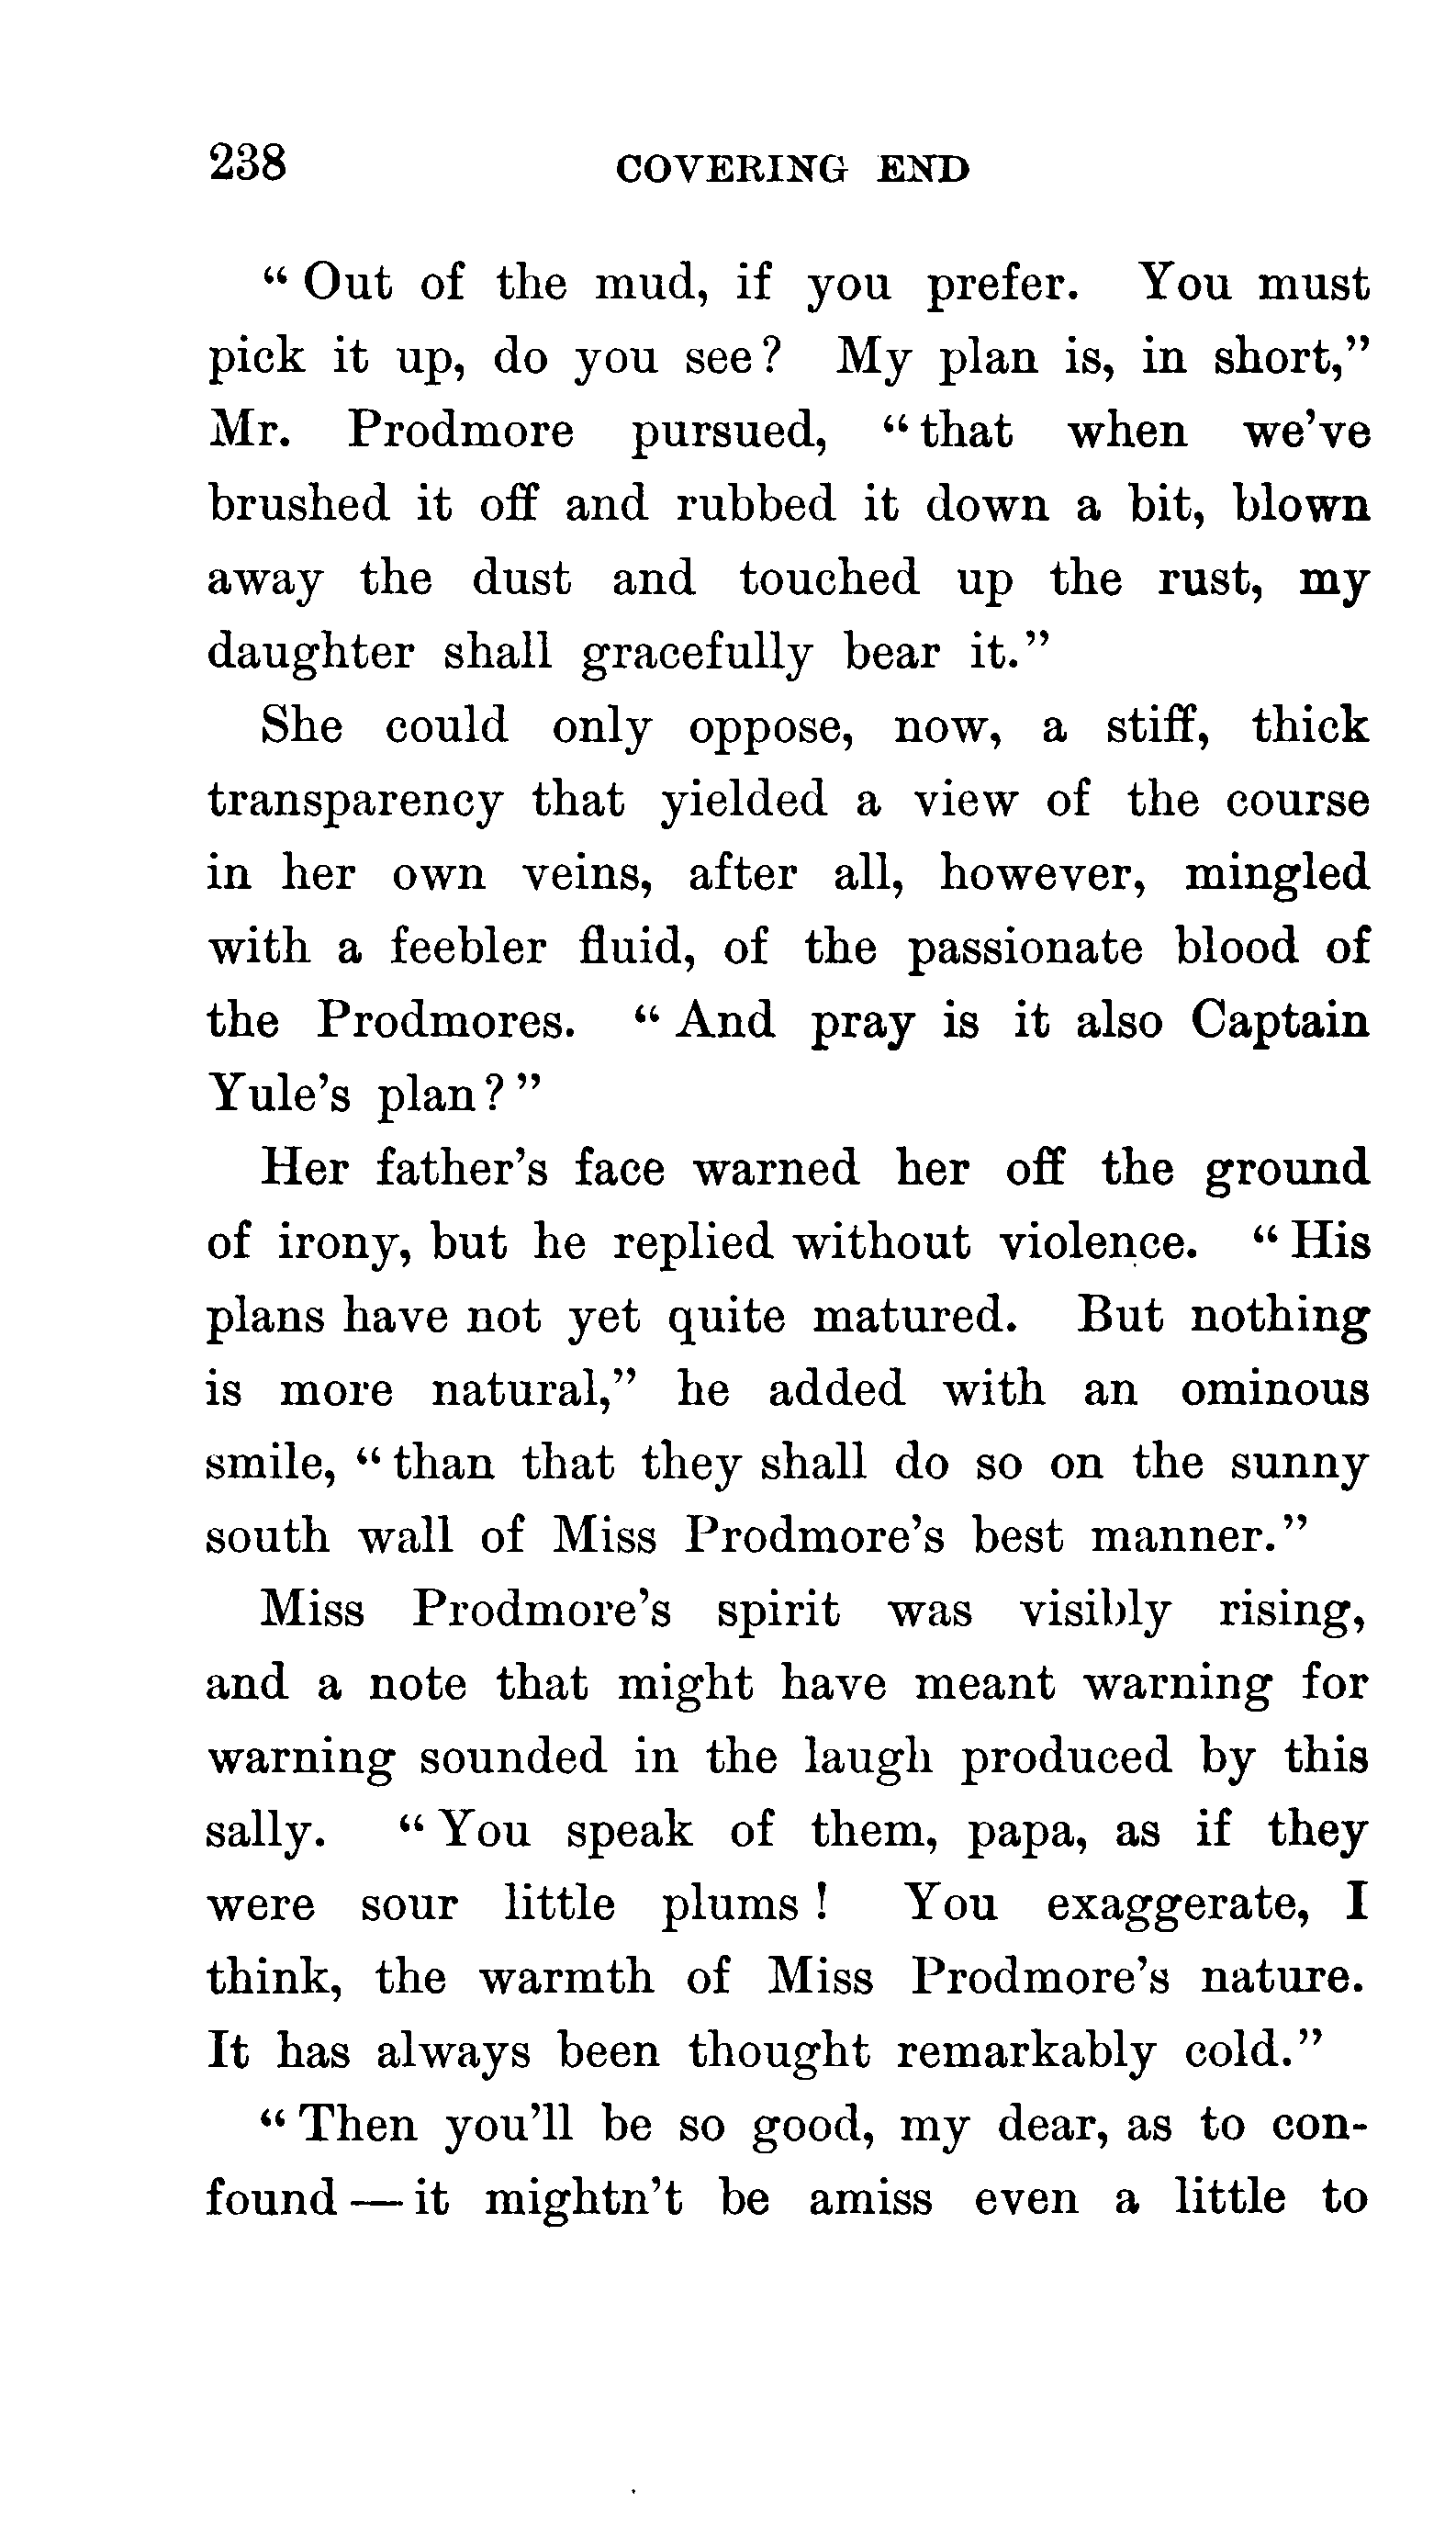 238 COVERING END
“ Out of the mud, if you prefer. You must
pick it up, do you see? My plan is, in short,”
Mr. Prodmore pursued, “that when we’ve
brushed it off and rubbed it down a bit, blown
away the dust and touched up the rust, my
daughter shall gracefully bear it.”
She could only oppose, now, a stiff, thick
transparency that yielded a view of the course
in her own veins, after all, however, mingled
with a feebler fluid, of the passionate blood of
the Prodmores. “ And pray is it also Captain
Yule’s plan?”
Her father’s face warned her off the ground
of irony, but he replied without violence. “ His
plans have not yet quite matured. But nothing
is more natural,” he added with an ominous
smile, “than that they shall do so on the sunny
south wall of Miss Prodmore’s best manner.”
Miss Prodmore’s spirit was visibly rising,
and a note that might have meant warning for
warning sounded in the laugh produced by this
sally. “ You speak of them, papa, as if they
were sour little plums! You exaggerate, I
think, the warmth of Miss Prodmore’s nature.
It has always been thought remarkably cold.”
“ Then you’ll be so good, my dear, as to con-
found — it mightn’t be amiss even a little to